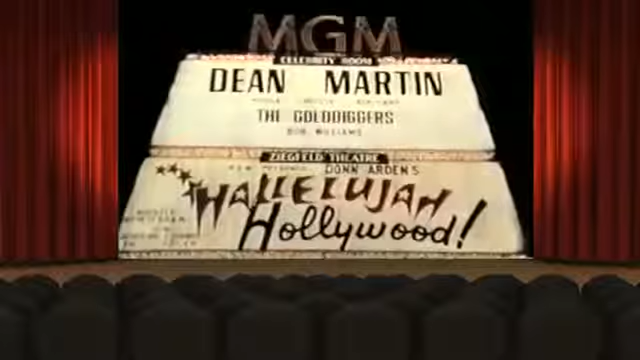 MGM
CELEBRITY ROOM
DEAN MARTIN
THE GOLDDIGGERS
BOB WILLIAMS
ZIEGFELD THEATRE
DONN ARDEN'S
HALLELUJAH
Hollywood!